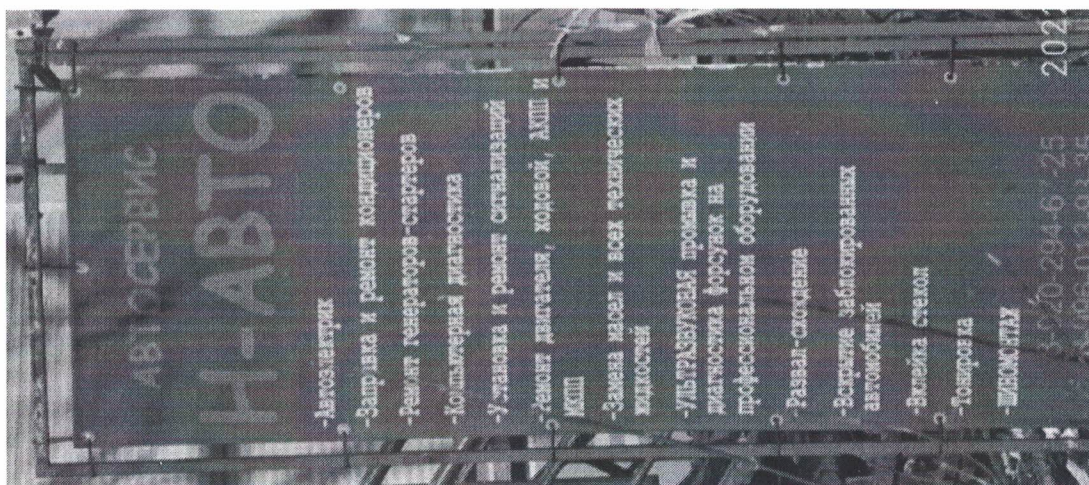 АВТОСЕРВИС
Н-АВТО
-Автоэлектрик
-Заправка и ремонт кондиционеров
-Ремонт генераторов-стартеров
-Компьютерная диагностика
-Установка и ремонт сигнализаций
-Ремонт двигателя, ходовой, АКПП и
МКПП
-Замена масел и всех технических
жидкостей
-УЛЬТРАЗВУКОВАЯ промывка и
диагностика форсунок на
профессиональном оборудовании
-Развал-схождение
-Вскрытие заблокированных
автомобилей
-Вклейка стекол
-Тонировка
-ШИНОМОНТАЖ